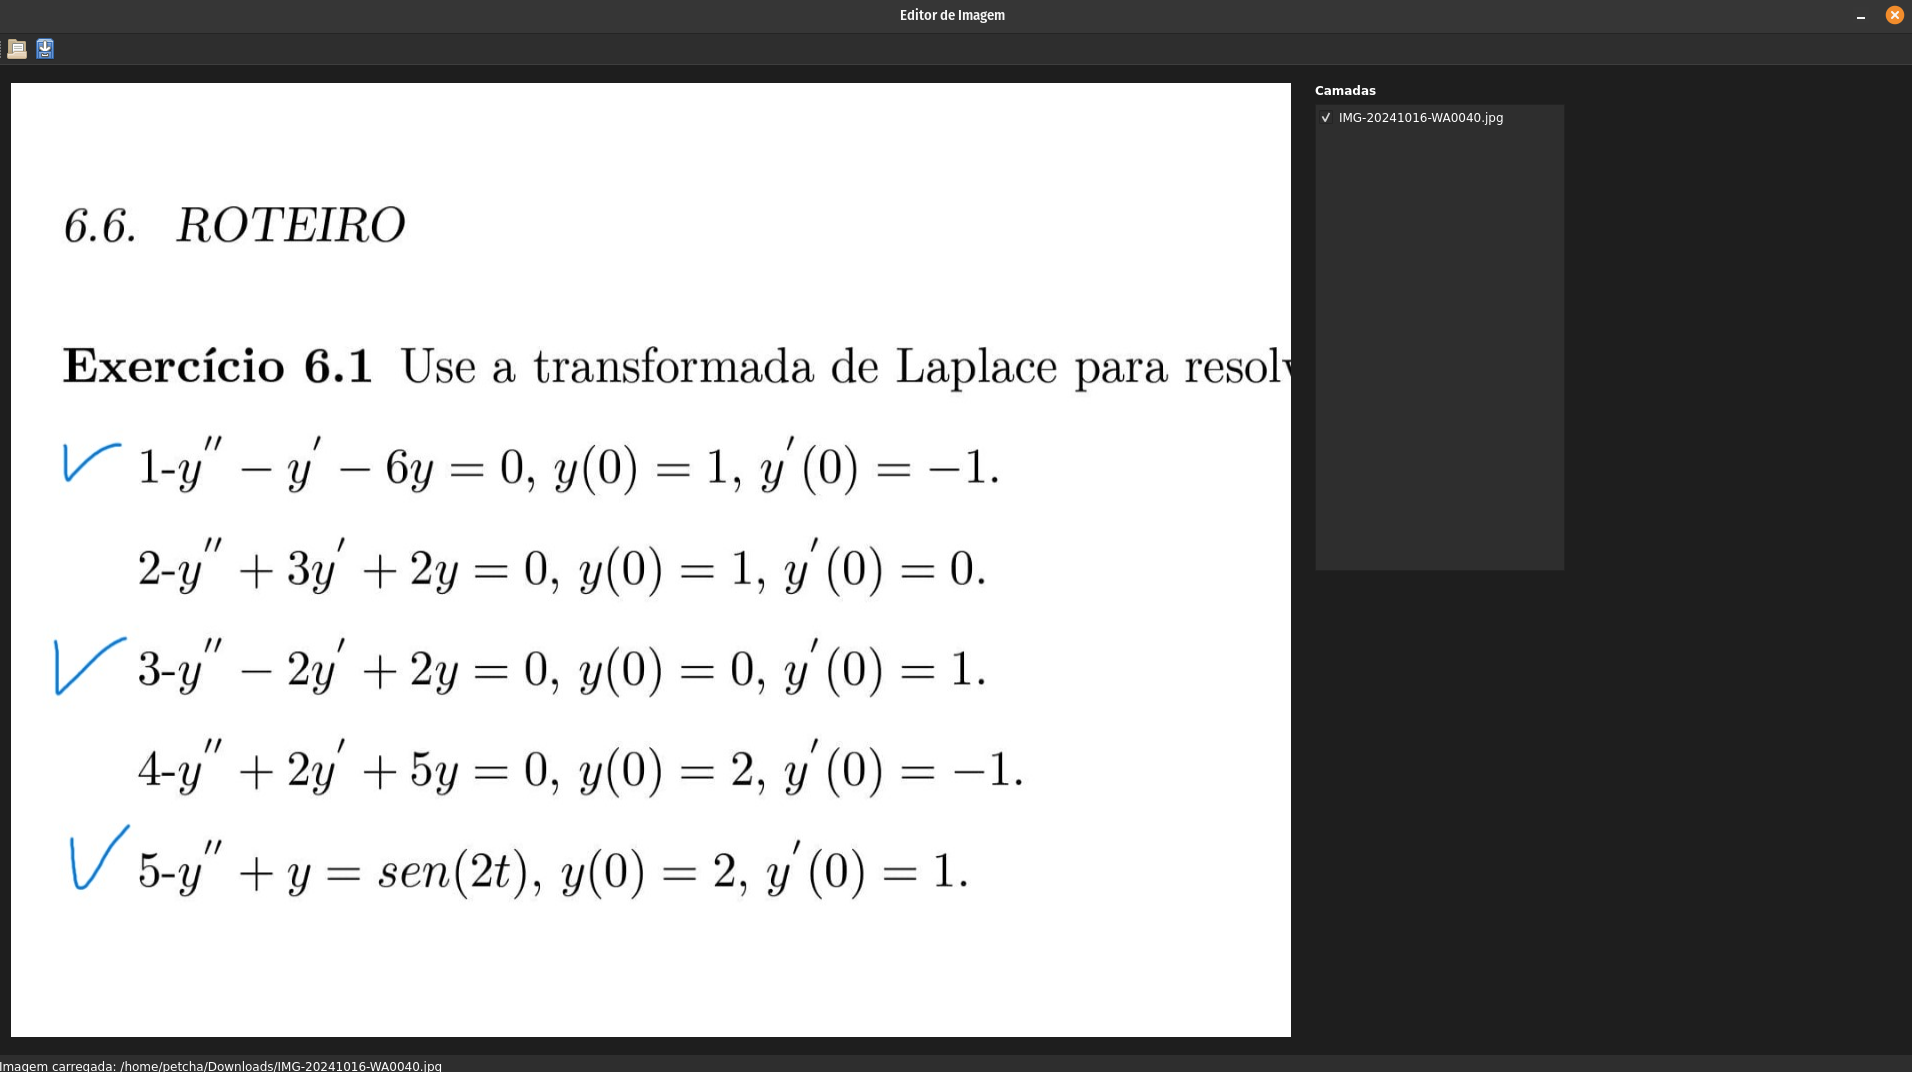 Editor de Imagem
Camadas
✓ IMG-20241016-WA0040.jpg
6.6. ROTEIRO
Exercício 6.1 Use a transformada de Laplace para resolv
1-y'' − y' − 6y = 0, y(0) = 1, y'(0) = −1.
2-y'' + 3y' + 2y = 0, y(0) = 1, y'(0) = 0.
3-y'' − 2y' + 2y = 0, y(0) = 0, y'(0) = 1.
4-y'' + 2y' + 5y = 0, y(0) = 2, y'(0) = −1.
5-y'' + y = sen(2t), y(0) = 2, y'(0) = 1.
Imagem carregada: /home/petcha/Downloads/IMG-20241016-WA0040.jpg